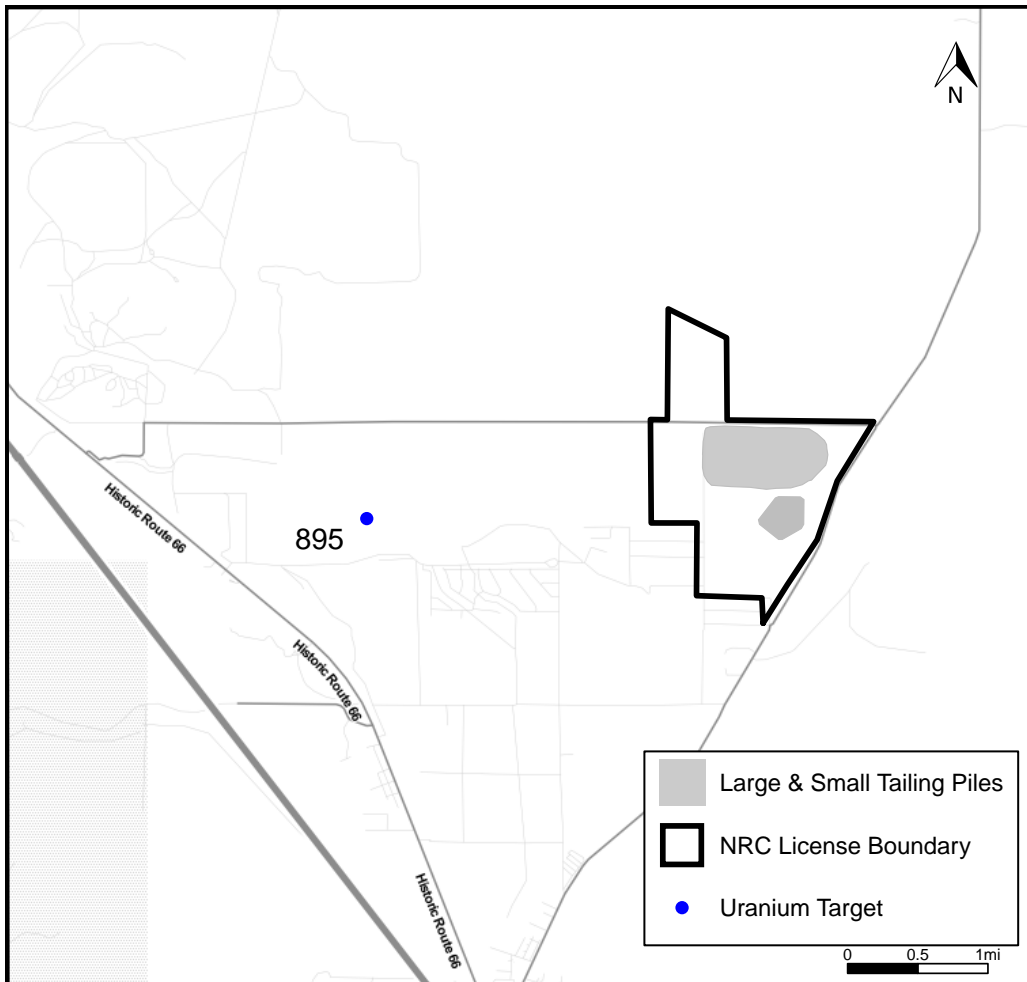 N
Historic Route 66
895
Historic Route 66
Large & Small Tailing Piles
NRC License Boundary
Historic Route 66
Uranium Target
0 0.5 1mi